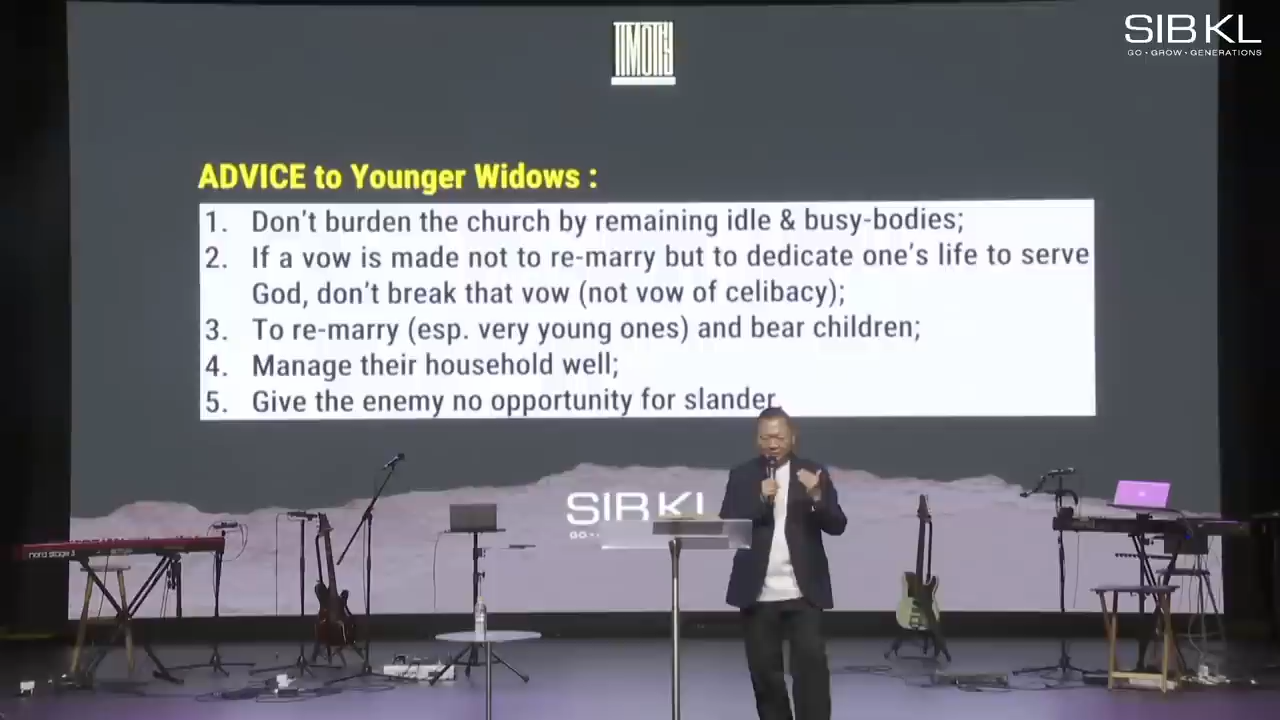 TIMOTHY
SIBKL
GO • GROW • GENERATIONS
ADVICE to Younger Widows :
1. Don't burden the church by remaining idle & busy-bodies;
2. If a vow is made not to re-marry but to dedicate one's life to serve
God, don't break that vow (not vow of celibacy);
3. To re-marry (esp. very young ones) and bear children;
4. Manage their household well;
5. Give the enemy no opportunity for slander.
SIBKL
GO
nord stage 3